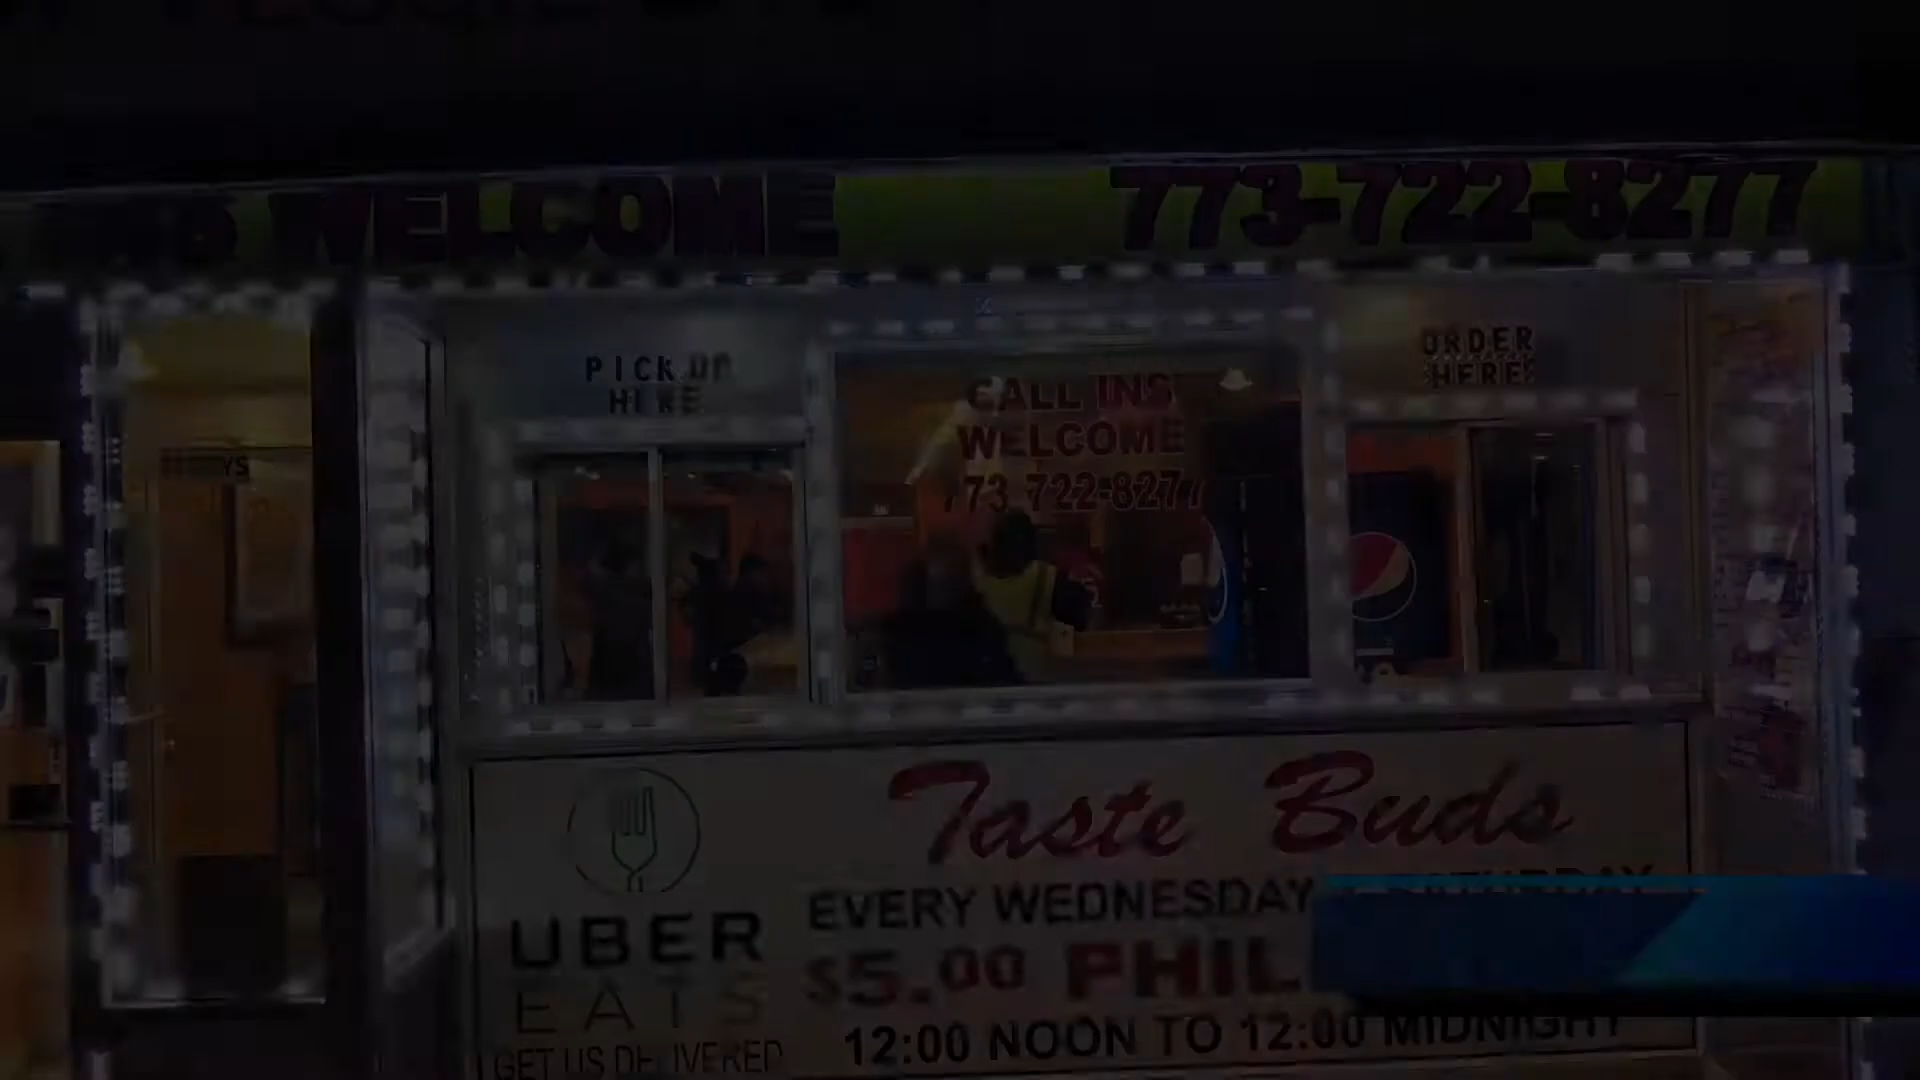 WELCOME 773-722-8277
PICK UP
HERE
ORDER
HERE
CALL INS
WELCOME
773-722-8277
Taste Buds
EVERY WEDNESDAY
$5.00 PHIL
12:00 NOON TO 12:00 MIDNIGHT
UBER
EATS
GET US DELIVERED